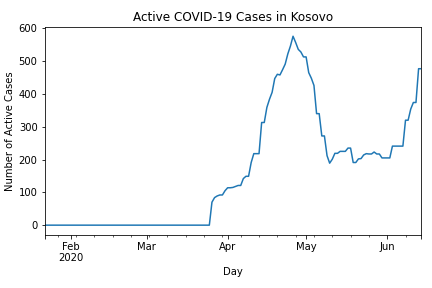 Active COVID-19 Cases in Kosovo
600
500
400
300
200
100
0
Number of Active Cases
Feb Mar Apr May Jun
2020
Day